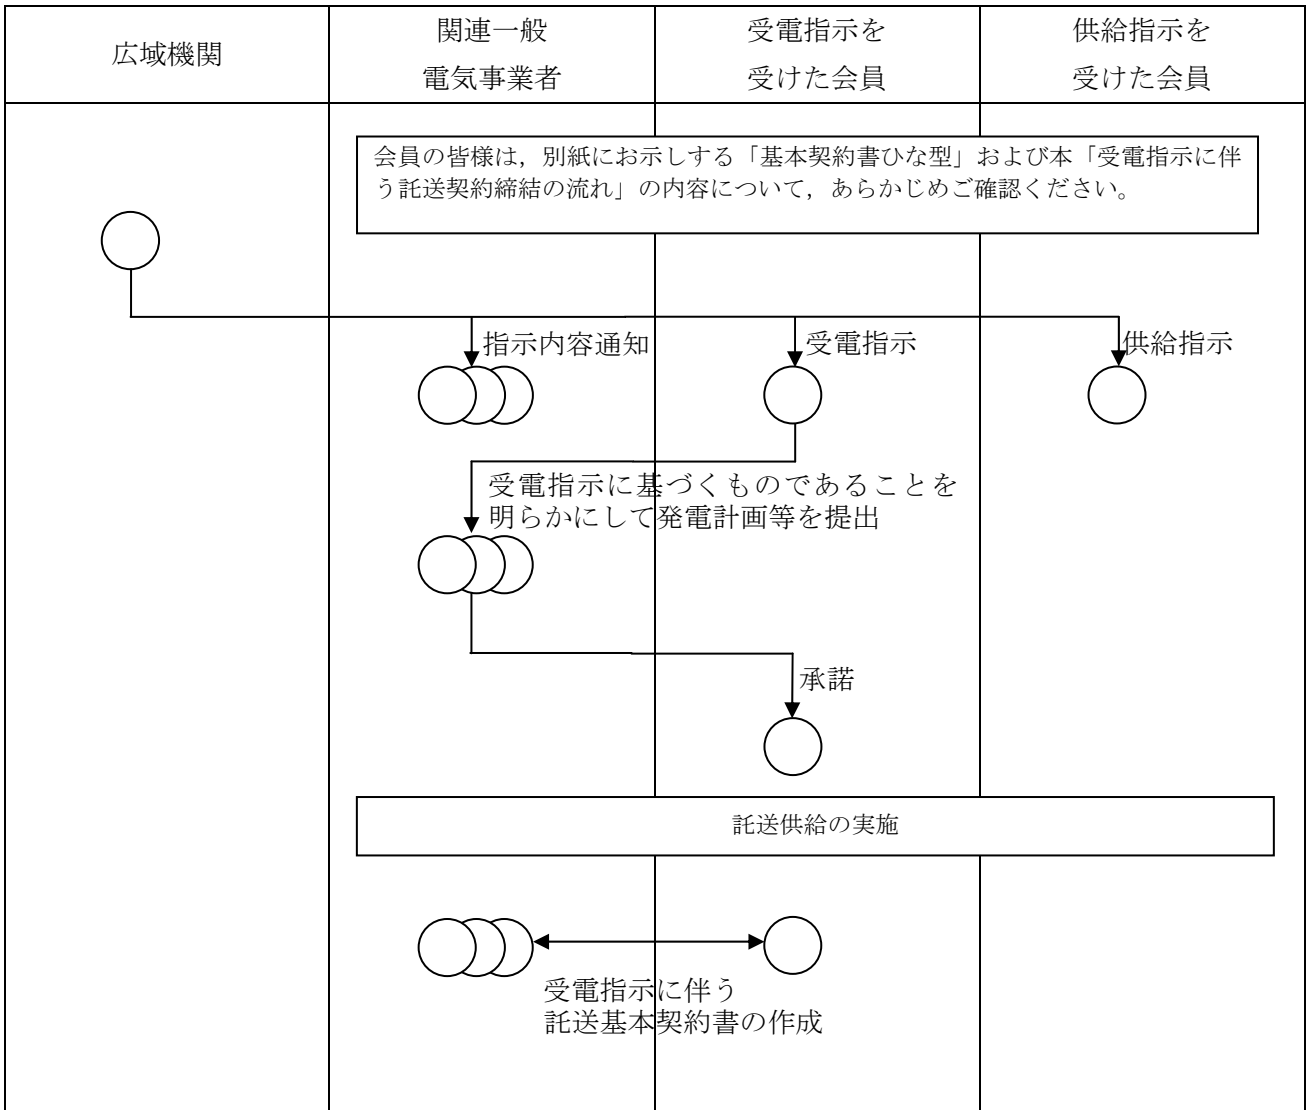 広域機関
関連一般
電気事業者
受電指示を
受けた会員
供給指示を
受けた会員
会員の皆様は，別紙にお示しする「基本契約書ひな型」および本「受電指示に伴
う託送契約締結の流れ」の内容について，あらかじめご確認ください。
指示内容通知
受電指示
供給指示
受電指示に基づくものであることを
明らかにして発電計画等を提出
承諾
託送供給の実施
受電指示に伴う
託送基本契約書の作成